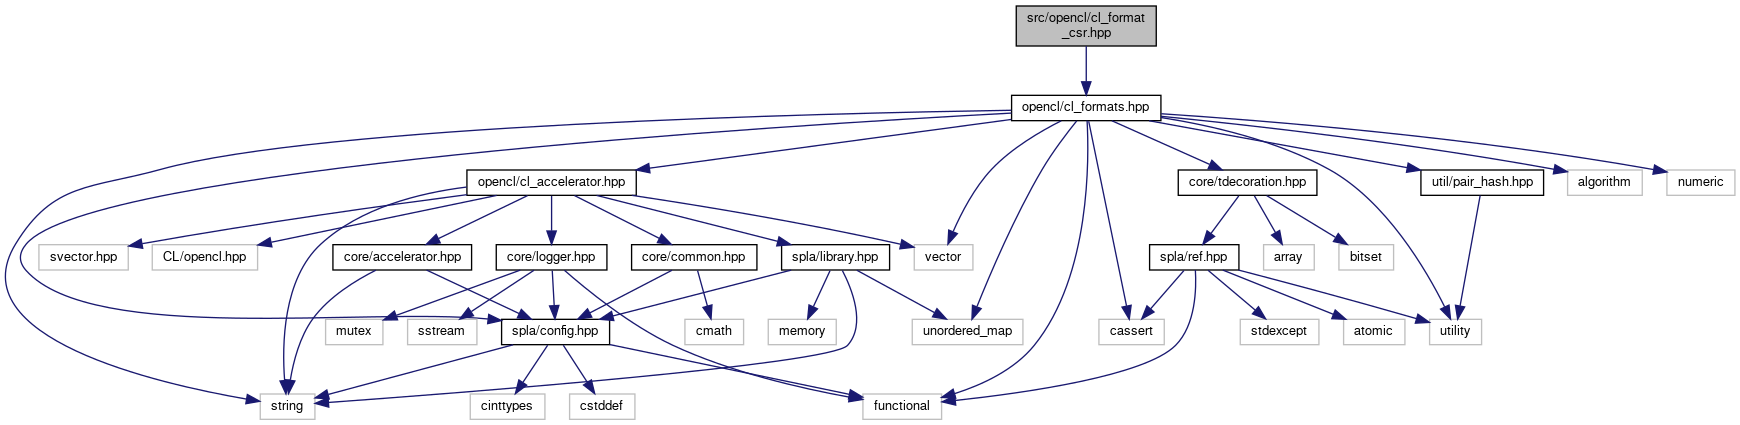 src/opencl/cl_format
_csr.hpp
opencl/cl_formats.hpp
opencl/cl_accelerator.hpp
core/tdecoration.hpp
util/pair_hash.hpp
algorithm
numeric
svector.hpp
CL/opencl.hpp
core/accelerator.hpp
core/logger.hpp
core/common.hpp
spla/library.hpp
vector
spla/ref.hpp
array
bitset
mutex
sstream
spla/config.hpp
cmath
memory
unordered_map
cassert
stdexcept
atomic
utility
string
cinttypes
cstddef
functional